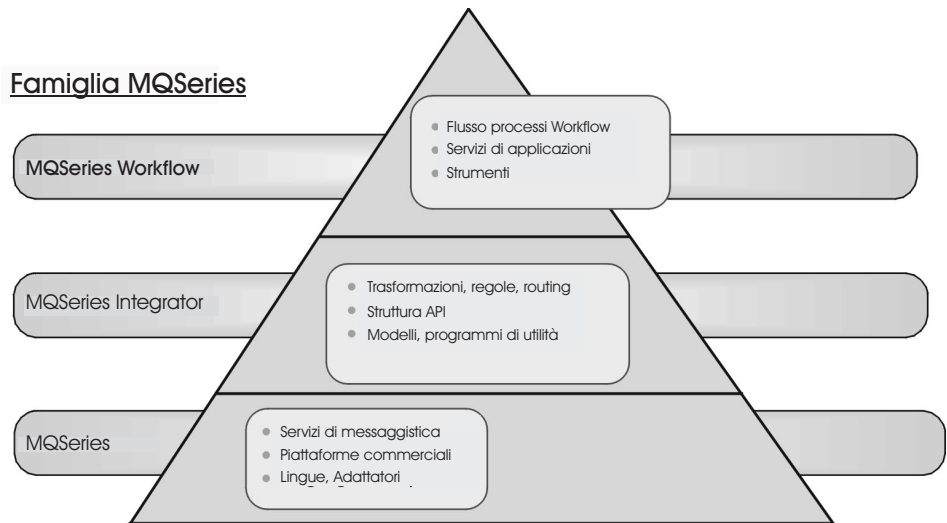 Famiglia MQSeries
MQSeries Workflow
Flusso processi Workflow
Servizi di applicazioni
Strumenti
MQSeries Integrator
Trasformazioni, regole, routing
Struttura API
Modelli, programmi di utilità
MQSeries
Servizi di messaggistica
Piattaforme commerciali
Lingue, Adattatori